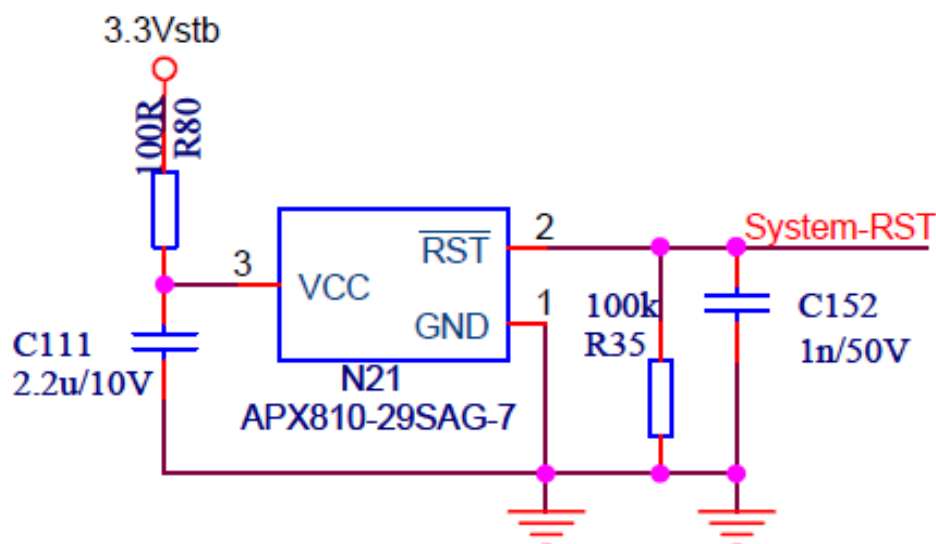 3.3Vstb
100R
R80
3
VCC
RST
GND
2
1
System-RST
C111
2.2u/10V
N21
APX810-29SAG-7
100k
R35
C152
1n/50V